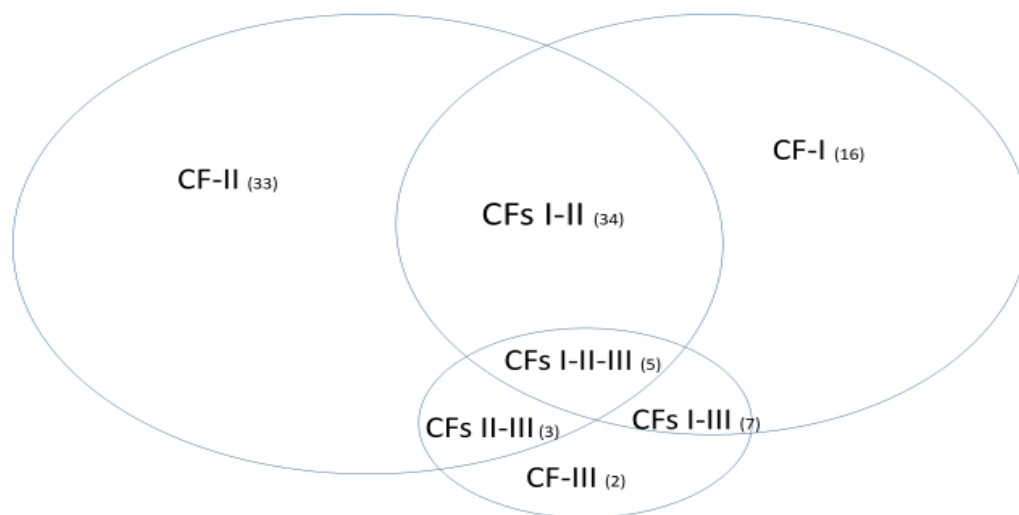 CF-I (16)
CF-II (33)
CFs I-II (34)
CFs I-II-III (5)
CFs I-III (7)
CFs II-III (3)
CF-III (2)